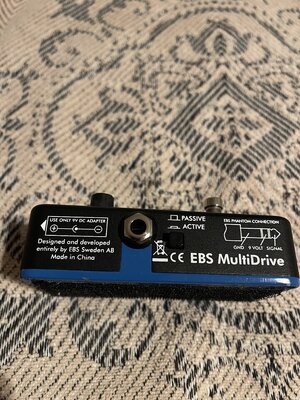 USE ONLY 9V DC ADAPTER
Designed and developed
entirely by EBS Sweden AB
Made in China
PASSIVE
ACTIVE
CE EBS MultiDrive
EBS PHANTOM CONNECTION
GND 9 VOLT SIGNAL